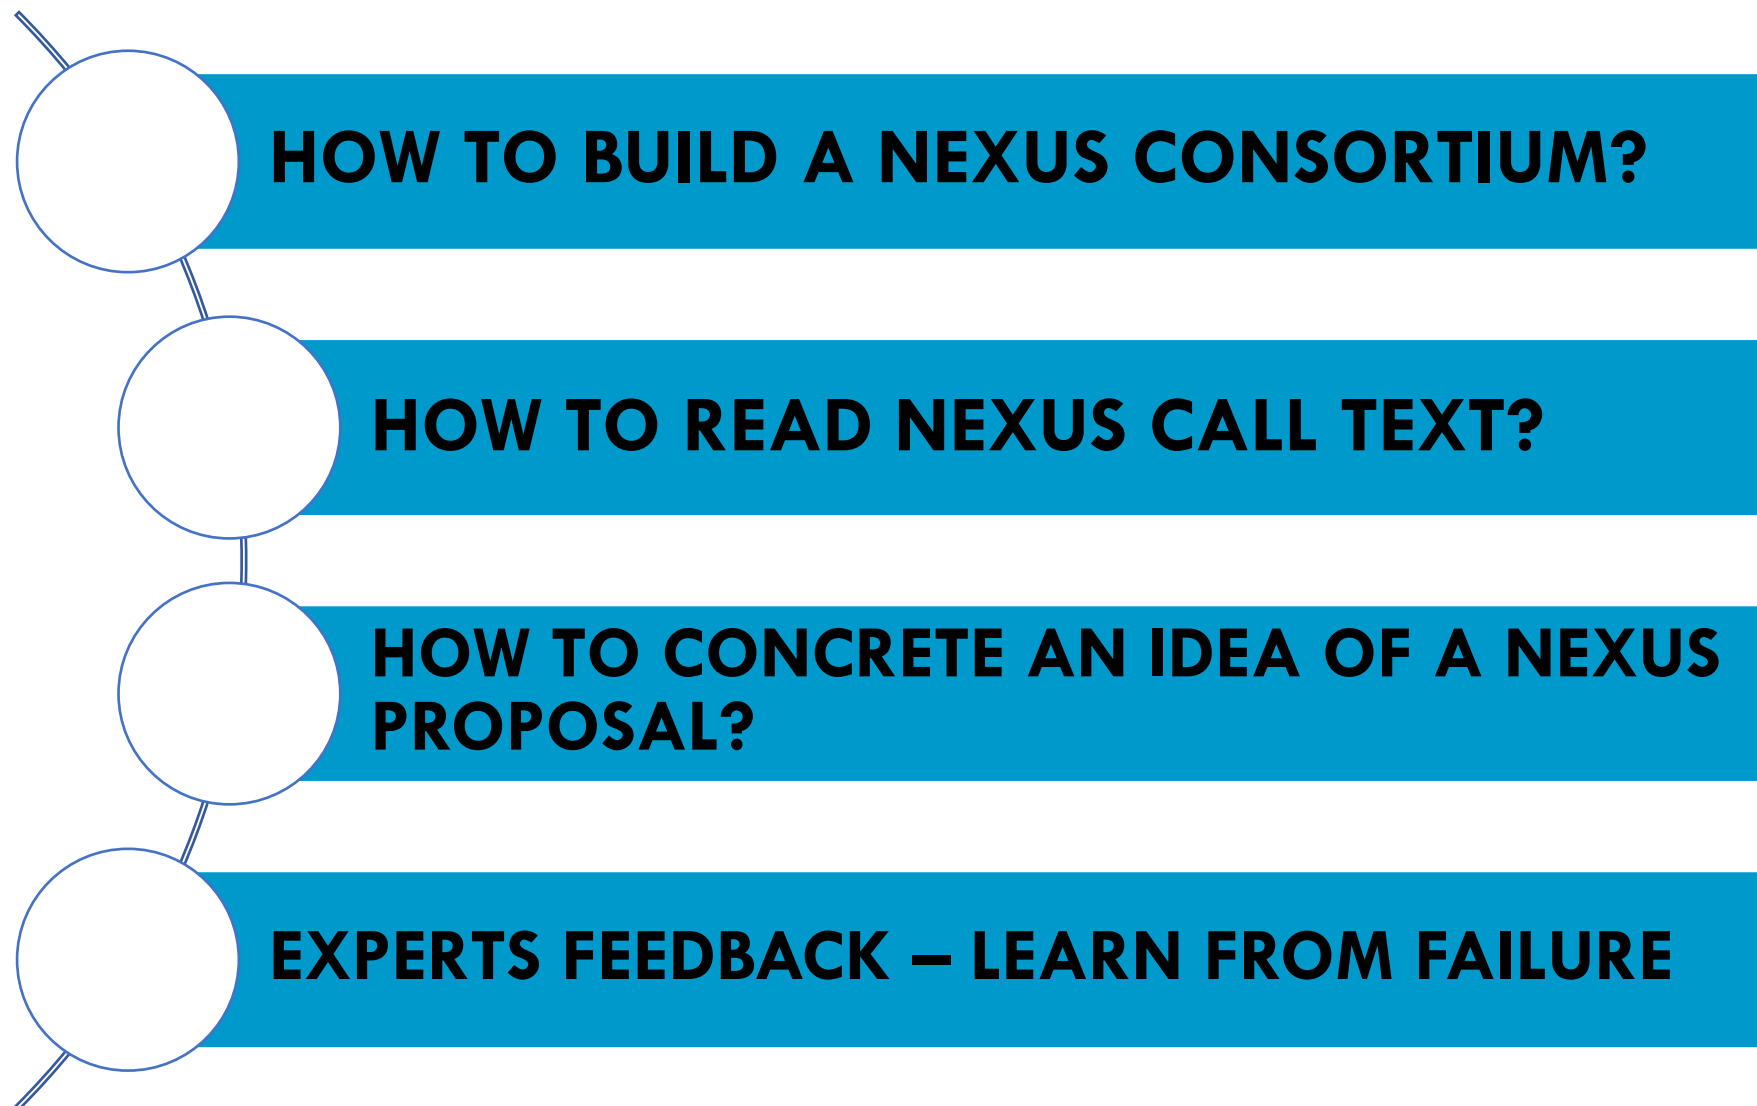 HOW TO BUILD A NEXUS CONSORTIUM?
HOW TO READ NEXUS CALL TEXT?
HOW TO CONCRETE AN IDEA OF A NEXUS
PROPOSAL?
EXPERTS FEEDBACK – LEARN FROM FAILURE